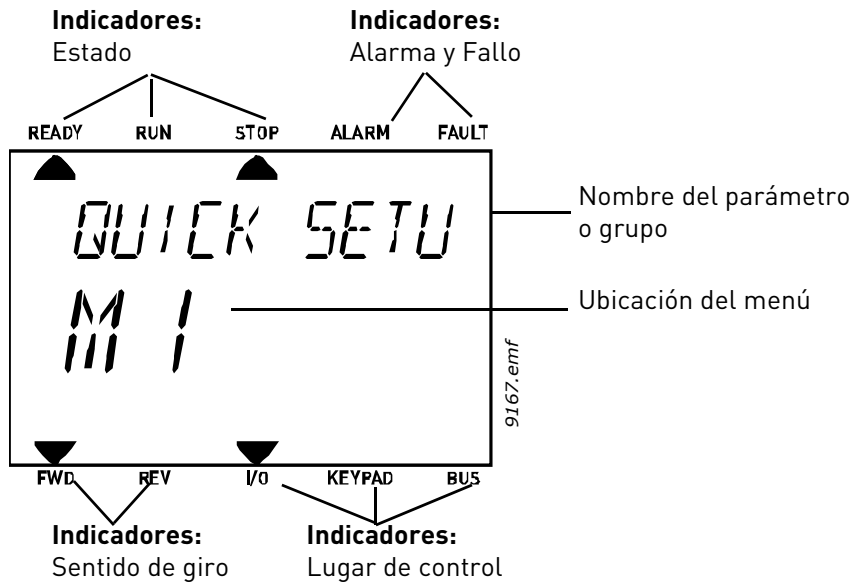 Indicadores:
Estado
Indicadores:
Alarma y Fallo
READY RUN STOP ALARM FAULT
QUICK SETU
Nombre del parámetro
o grupo
M 1
Ubicación del menú
9167.emf
FWD REV I/O KEYPAD BUS
Indicadores:
Sentido de giro
Indicadores:
Lugar de control